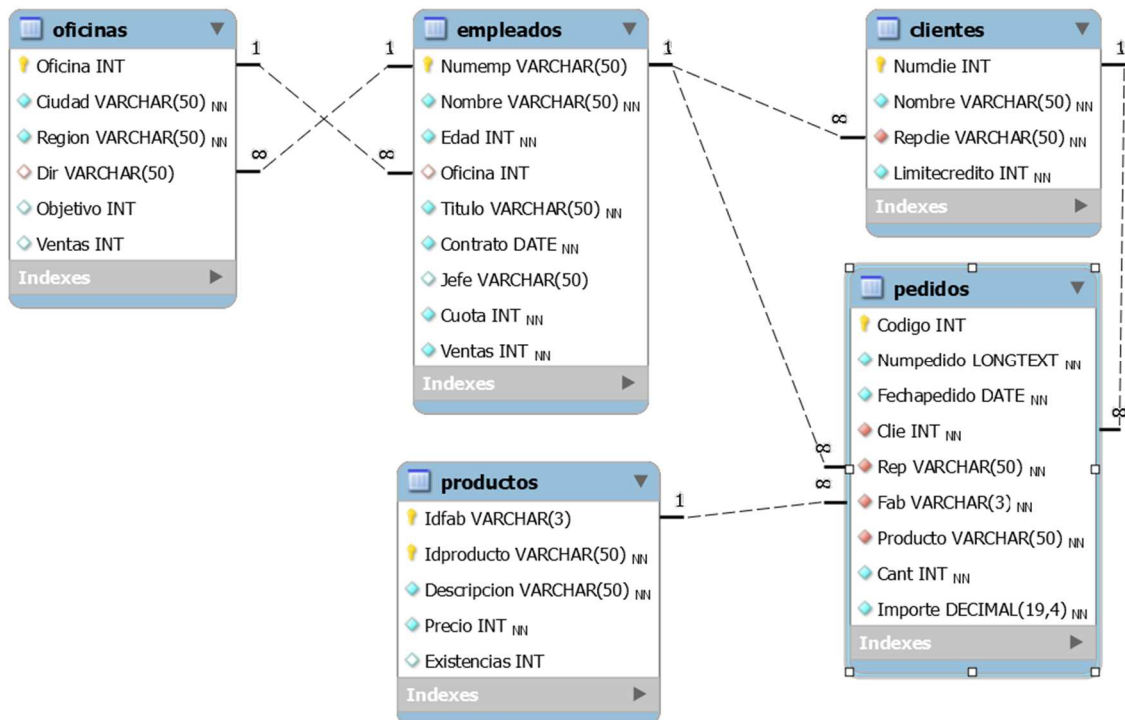 oficinas
Oficina INT
Ciudad VARCHAR(50) NN
Region VARCHAR(50) NN
Dir VARCHAR(50)
Objetivo INT
Ventas INT
Indexes
1
8
1
8
empleados
Numemp VARCHAR(50)
Nombre VARCHAR(50) NN
Edad INT NN
Oficina INT
Titulo VARCHAR(50) NN
Contrato DATE NN
Jefe VARCHAR(50)
Cuota INT NN
Ventas INT NN
Indexes
1
8
clientes
Numclie INT
Nombre VARCHAR(50) NN
Repclie VARCHAR(50) NN
Limitecredito INT NN
Indexes
1
8
pedidos
Codigo INT
Numpedido LONGTEXT NN
Fechapedido DATE NN
Clie INT NN
Rep VARCHAR(50) NN
Fab VARCHAR(3) NN
Producto VARCHAR(50) NN
Cant INT NN
Importe DECIMAL(19,4) NN
Indexes
8
8
1
productos
Idfab VARCHAR(3)
Idproducto VARCHAR(50) NN
Descripcion VARCHAR(50) NN
Precio INT NN
Existencias INT
Indexes